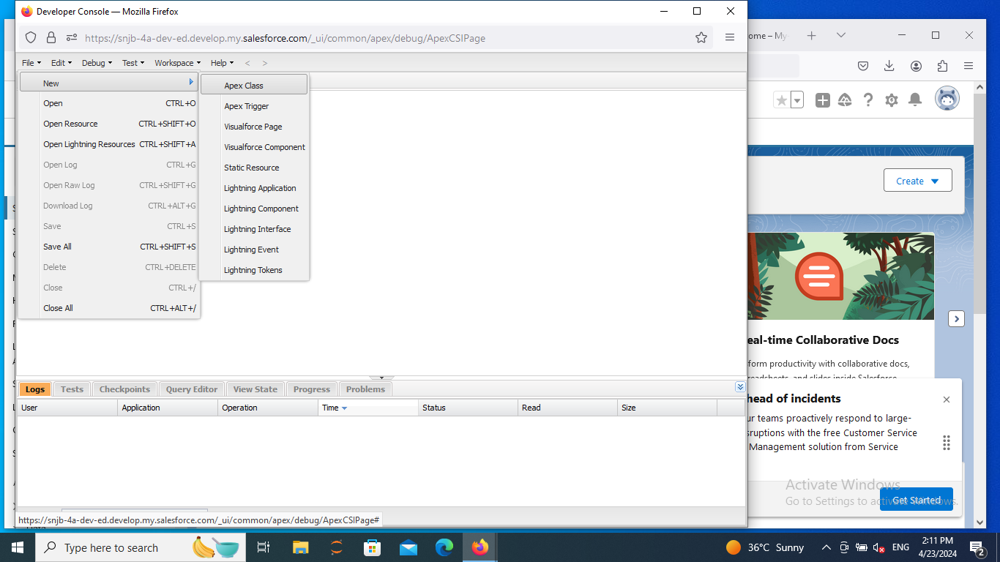 Developer Console — Mozilla Firefox
https://snjb-4a-dev-ed.develop.my.salesforce.com/_ui/common/apex/debug/ApexCSIPage
ome – My
File Edit Debug Test Workspace Help < >
New
Open CTRL+O
Open Resource CTRL+SHIFT+O
Open Lightning Resources CTRL+SHIFT+A
Open Log CTRL+G
Open Raw Log CTRL+SHIFT+G
Download Log CTRL+ALT+G
Save CTRL+S
Save All CTRL+SHIFT+S
Delete CTRL+DELETE
Close CTRL+/
Close All CTRL+ALT+/
Apex Class
Apex Trigger
Visualforce Page
Visualforce Component
Static Resource
Lightning Application
Lightning Component
Lightning Interface
Lightning Event
Lightning Tokens
Create
eal-time Collaborative Docs
form productivity with collaborative docs,
readsheets, and slides inside Salesforce
head of incidents
ur teams proactively respond to large-
sruptions with the free Customer Service
Management solution from Service
Get Started
Activate Windows
Go to Settings to activate Windows.
Logs Tests Checkpoints Query Editor View State Progress Problems
User Application Operation Time Status Read Size
https://snjb-4a-dev-ed.develop.my.salesforce.com/_ui/common/apex/debug/ApexCSIPage#
Type here to search
36°C Sunny
ENG
2:11 PM
4/23/2024
2